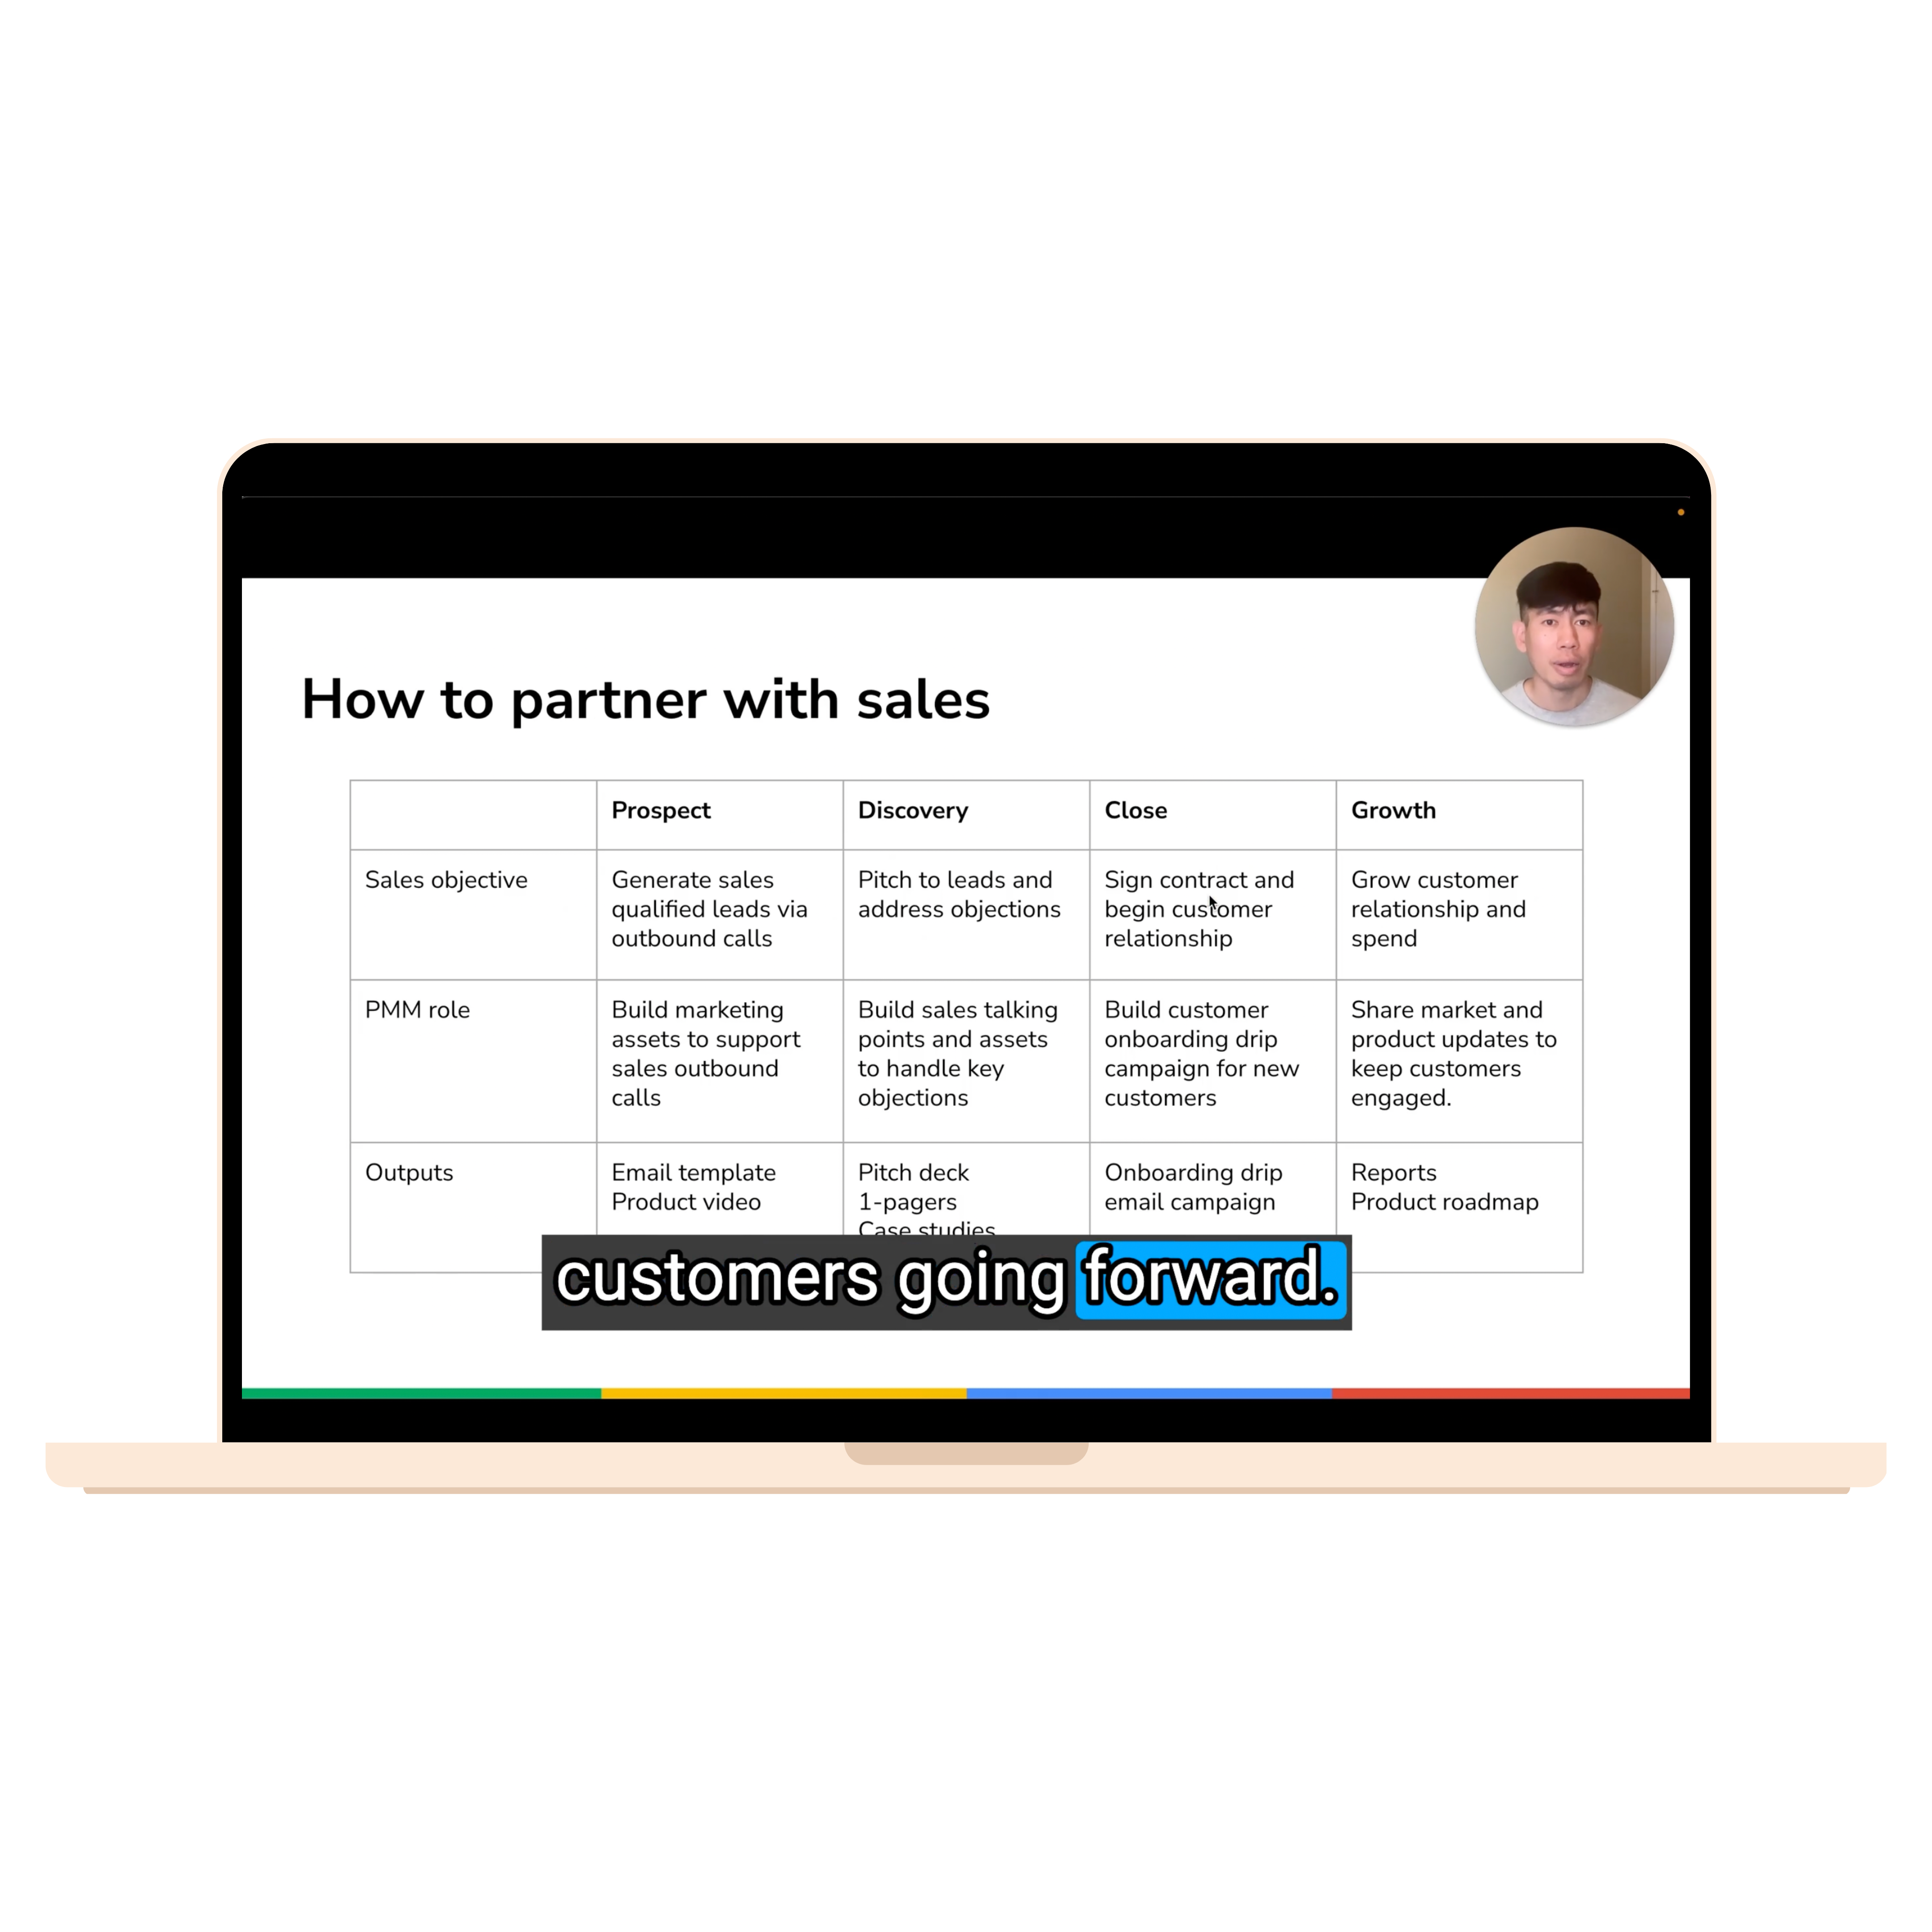 How to partner with sales
Prospect
Discovery
Close
Growth
Sales objective
Generate sales
qualified leads via
outbound calls
Pitch to leads and
address objections
Sign contract and
begin customer
relationship
Grow customer
relationship and
spend
PMM role
Build marketing
assets to support
sales outbound
calls
Build sales talking
points and assets
to handle key
objections
Build customer
onboarding drip
campaign for new
customers
Share market and
product updates to
keep customers
engaged.
Outputs
Email template
Product video
Pitch deck
1-pagers
Case studies
Onboarding drip
email campaign
Reports
Product roadmap
customers going forward.